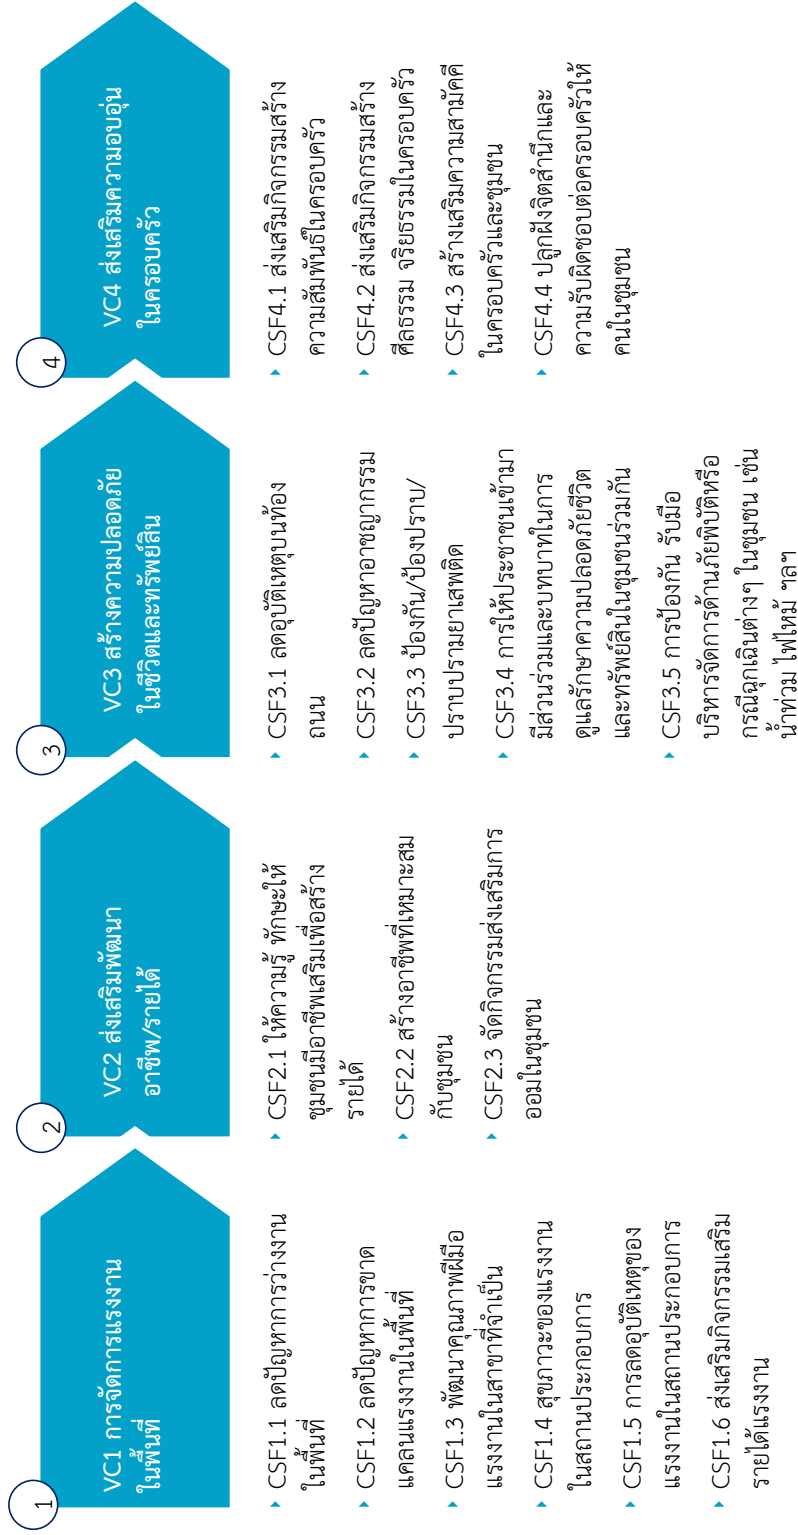 1
VC1 การจัดการแรงงาน
ในพื้นที่
CSF1.1 ลดปัญหาการว่างงาน
ในพื้นที่
CSF1.2 ลดปัญหาการขาด
แคลนแรงงานในพื้นที่
CSF1.3 พัฒนาคุณภาพฝีมือ
แรงงานในสาขาที่จำเป็น
CSF1.4 สุขภาวะของแรงงาน
ในสถานประกอบการ
CSF1.5 การลดอุบัติเหตุของ
แรงงานในสถานประกอบการ
CSF1.6 ส่งเสริมกิจกรรมเสริม
รายได้แรงงาน
2
VC2 ส่งเสริมพัฒนา
อาชีพ/รายได้
CSF2.1 ให้ความรู้ ทักษะให้
ชุมชนมีอาชีพเสริมเพื่อสร้าง
รายได้
CSF2.2 สร้างอาชีพที่เหมาะสม
กับชุมชน
CSF2.3 จัดกิจกรรมส่งเสริมการ
ออมในชุมชน
3
VC3 สร้างความปลอดภัย
ในชีวิตและทรัพย์สิน
CSF3.1 ลดอุบัติเหตุบนท้อง
ถนน
CSF3.2 ลดปัญหาอาชญากรรม
CSF3.3 ป้องกัน/ป้องปราบ/
ปราบปรามยาเสพติด
CSF3.4 การให้ประชาชนเข้ามา
มีส่วนร่วมและบทบาทในการ
ดูแลรักษาความปลอดภัยชีวิต
และทรัพย์สินในชุมชนร่วมกัน
CSF3.5 การป้องกัน รับมือ
บริหารจัดการด้านภัยพิบัติหรือ
กรณีฉุกเฉินต่างๆ ในชุมชน เช่น
น้ำท่วม ไฟไหม้ ฯลฯ
4
VC4 ส่งเสริมความอบอุ่น
ในครอบครัว
CSF4.1 ส่งเสริมกิจกรรมสร้าง
ความสัมพันธ์ในครอบครัว
CSF4.2 ส่งเสริมกิจกรรมสร้าง
ศีลธรรม จริยธรรมในครอบครัว
CSF4.3 สร้างเสริมความสามัคคี
ในครอบครัวและชุมชน
CSF4.4 ปลูกฝังจิตสำนึกและ
ความรับผิดชอบต่อครอบครัวให้
คนในชุมชน